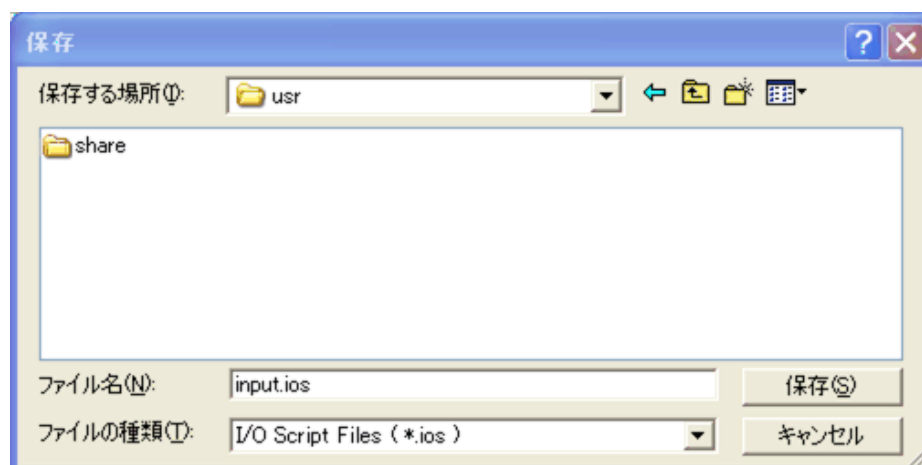 保存
保存する場所(I): usr
share
ファイル名(N): input.ios 保存(S)
ファイルの種類(T): I/O Script Files ( *.ios ) キャンセル